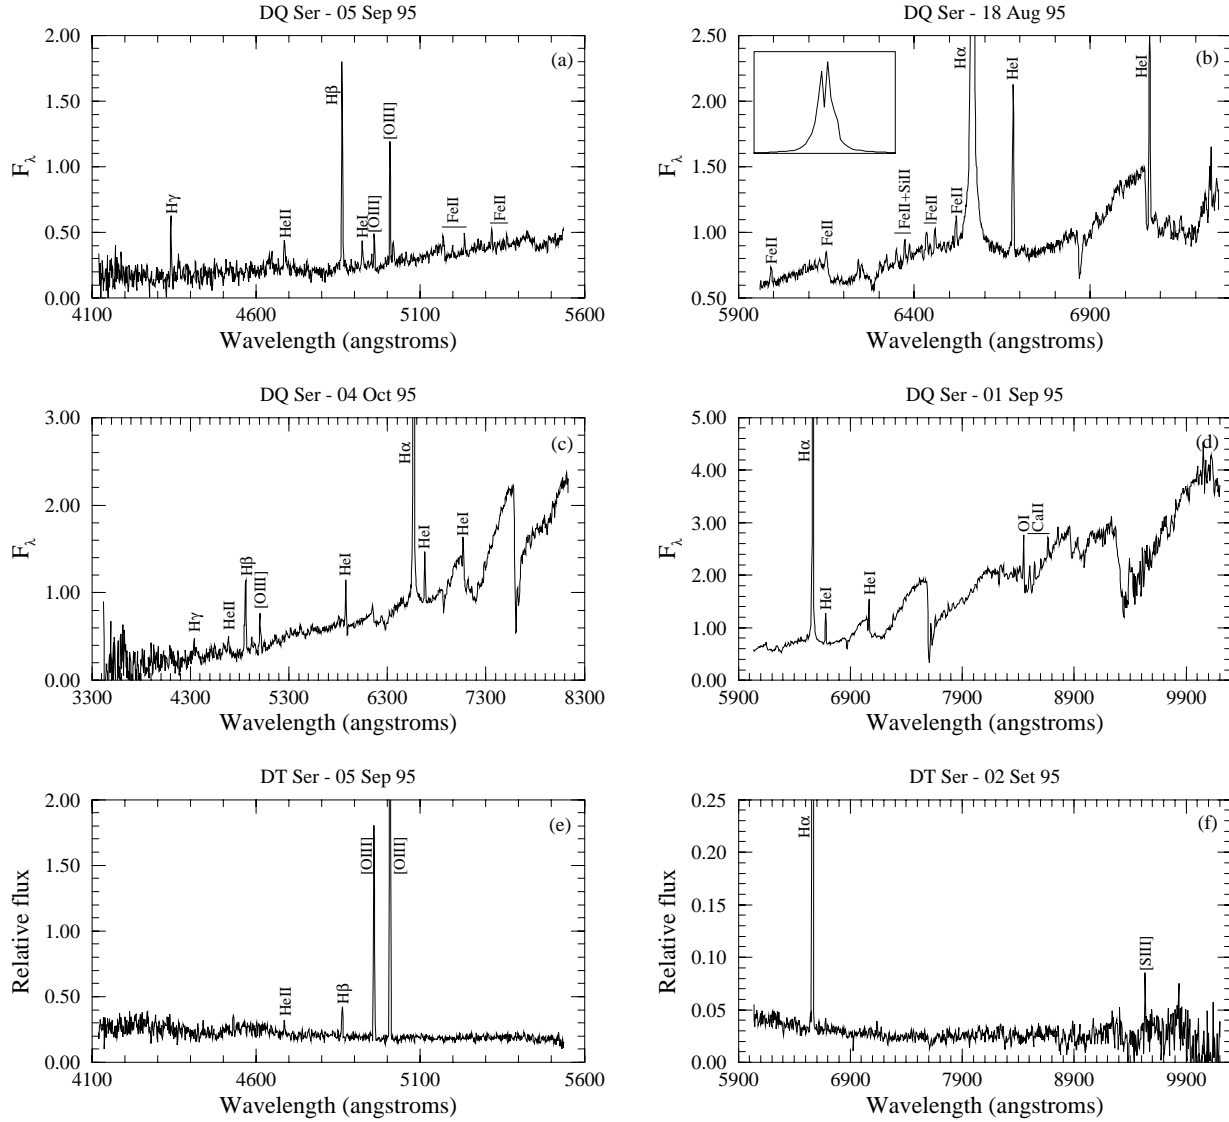 DQ Ser - 05 Sep 95
(a)
2.00
1.50
1.00
0.50
0.00
Fλ
Hγ
HeII
Hβ
HeI
[OIII]
[OIII]
FeII
FeII
4100
4600
5100
5600
Wavelength (angstroms)
DQ Ser - 18 Aug 95
(b)
2.50
2.00
1.50
1.00
0.50
Fλ
FeII
FeII
FeII+SiII
FeII
FeII
Hα
HeI
HeI
5900
6400
6900
Wavelength (angstroms)
DQ Ser - 04 Oct 95
(c)
3.00
2.00
1.00
0.00
Fλ
Hγ
HeII
Hβ
[OIII]
HeI
Hα
HeI
HeI
3300
4300
5300
6300
7300
8300
Wavelength (angstroms)
DQ Ser - 01 Sep 95
(d)
5.00
4.00
3.00
2.00
1.00
0.00
Fλ
Hα
HeI
HeI
OI
CaII
5900
6900
7900
8900
9900
Wavelength (angstroms)
DT Ser - 05 Sep 95
(e)
2.00
1.50
1.00
0.50
0.00
Relative flux
HeII
Hβ
[OIII]
[OIII]
4100
4600
5100
5600
Wavelength (angstroms)
DT Ser - 02 Set 95
(f)
0.25
0.20
0.15
0.10
0.05
0.00
Relative flux
Hα
[SIII]
5900
6900
7900
8900
9900
Wavelength (angstroms)